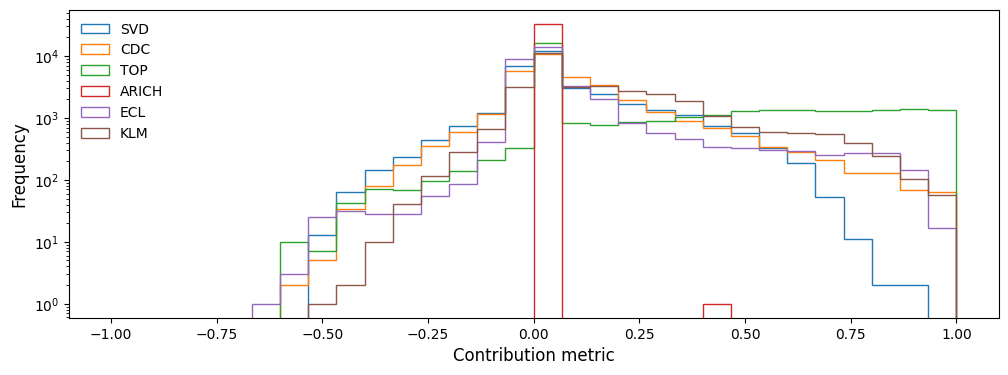 SVD
CDC
TOP
ARICH
ECL
KLM
Frequency
10⁴
10³
10²
10¹
10⁰
−1.00 −0.75 −0.50 −0.25 0.00 0.25 0.50 0.75 1.00
Contribution metric